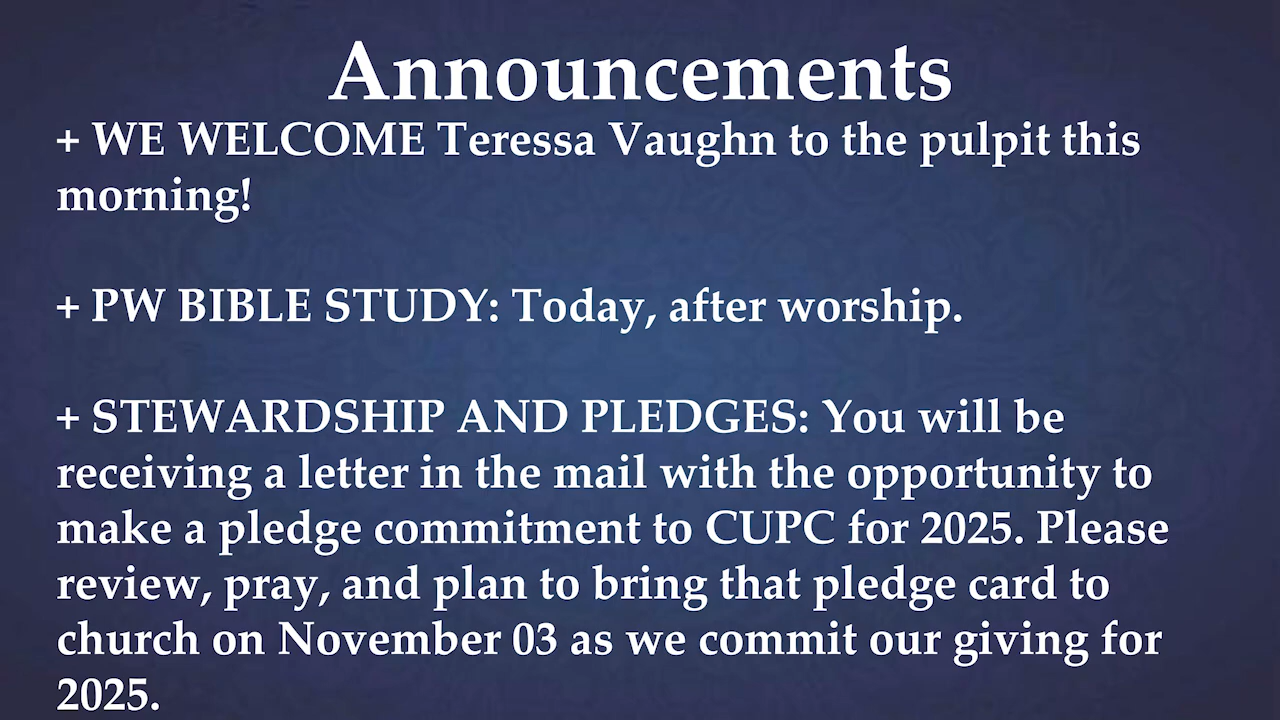 Announcements
+ WE WELCOME Teressa Vaughn to the pulpit this
morning!
+ PW BIBLE STUDY: Today, after worship.
+ STEWARDSHIP AND PLEDGES: You will be
receiving a letter in the mail with the opportunity to
make a pledge commitment to CUPC for 2025. Please
review, pray, and plan to bring that pledge card to
church on November 03 as we commit our giving for
2025.